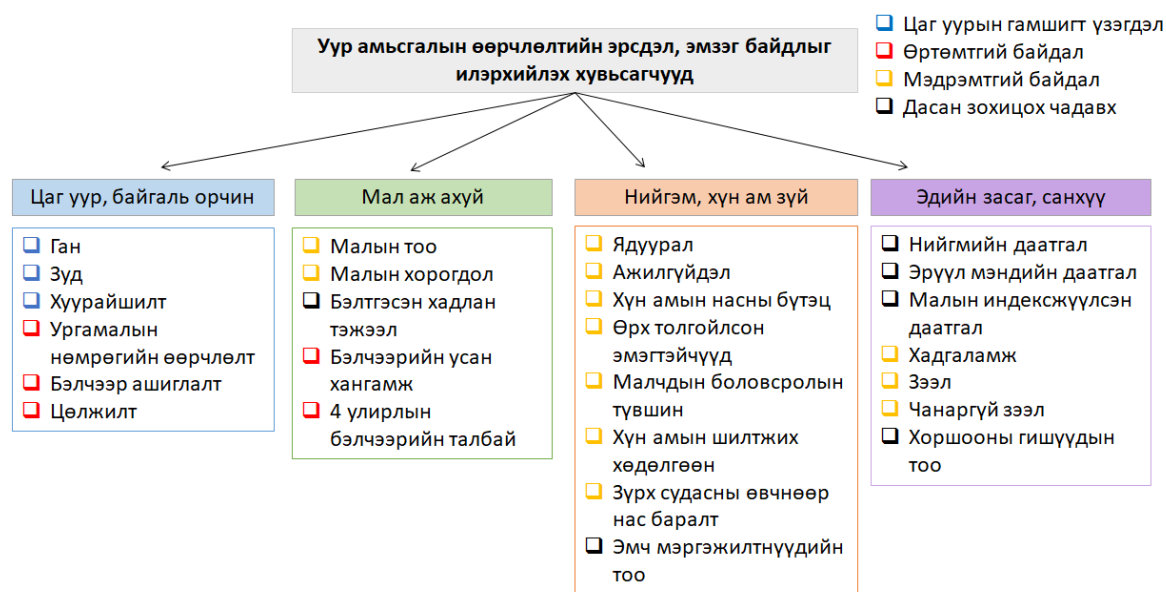 Уур амьсгалын өөрчлөлтийн эрсдэл, эмзэг байдлыг
илэрхийлэх хувьсагчууд
Цаг уурын гамшигт үзэгдэл
Өртөмтгий байдал
Мэдрэмтгий байдал
Дасан зохицох чадавх
Цаг уур, байгаль орчин
Ган
Зуд
Хуурайшилт
Ургамалын
нөмрөгийн өөрчлөлт
Бэлчээр ашиглалт
Цөлжилт
Мал аж ахуй
Малын тоо
Малын хорогдол
Бэлтгэсэн хадлан
тэжээл
Бэлчээрийн усан
хангамж
4 улирлын
бэлчээрийн талбай
Нийгэм, хүн ам зүй
Ядуурал
Ажилгүйдэл
Хүн амын насны бүтэц
Өрх толгойлсон
эмэгтэйчүүд
Малчдын боловсролын
түвшин
Хүн амын шилтжих
хөдөлгөөн
Зүрх судасны өвчнөөр
нас баралт
Эмч мэргэжилтнүүдийн
тоо
Эдийн засаг, санхүү
Нийгмийн даатгал
Эрүүл мэндийн даатгал
Малын индексжүүлсэн
даатгал
Хадгаламж
Зээл
Чанаргүй зээл
Хоршооны гишүүдын
тоо